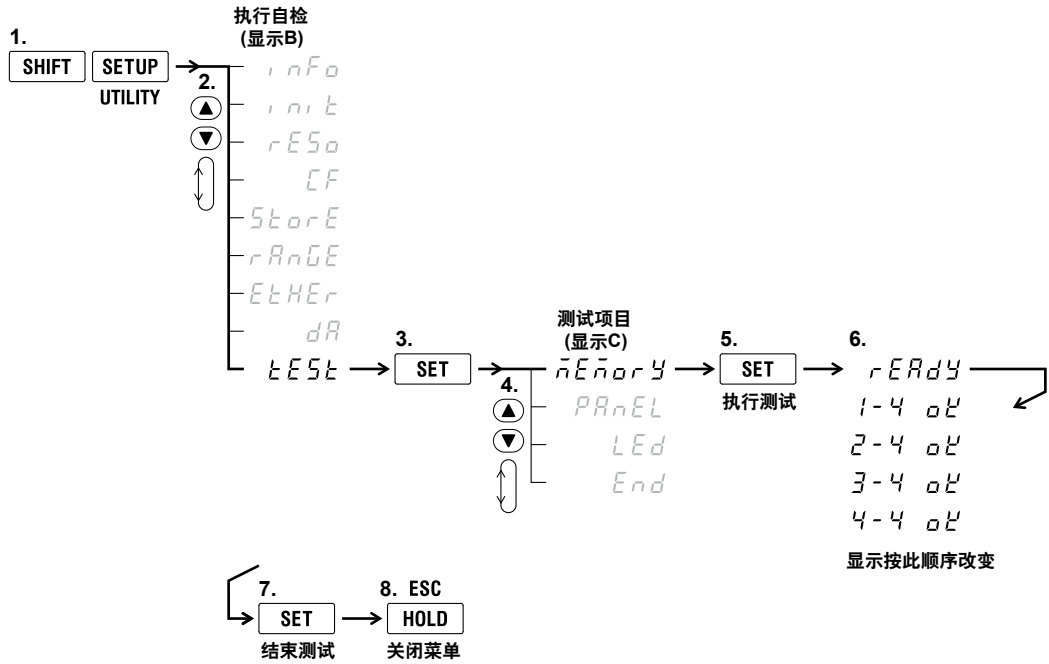 执行自检
(显示B)
1.
SHIFT SETUP
UTILITY
2.
inFo
init
rESo
CF
StorE
rAnGE
EtHEr
dA
tESt
3.
SET
测试项目
(显示C)
4.
mEmorY
PAnEL
LEd
End
5.
SET
执行测试
6.
rEAdY
1-4 oK
2-4 oK
3-4 oK
4-4 oK
显示按此顺序改变
7.
SET
结束测试
8. ESC
HOLD
关闭菜单